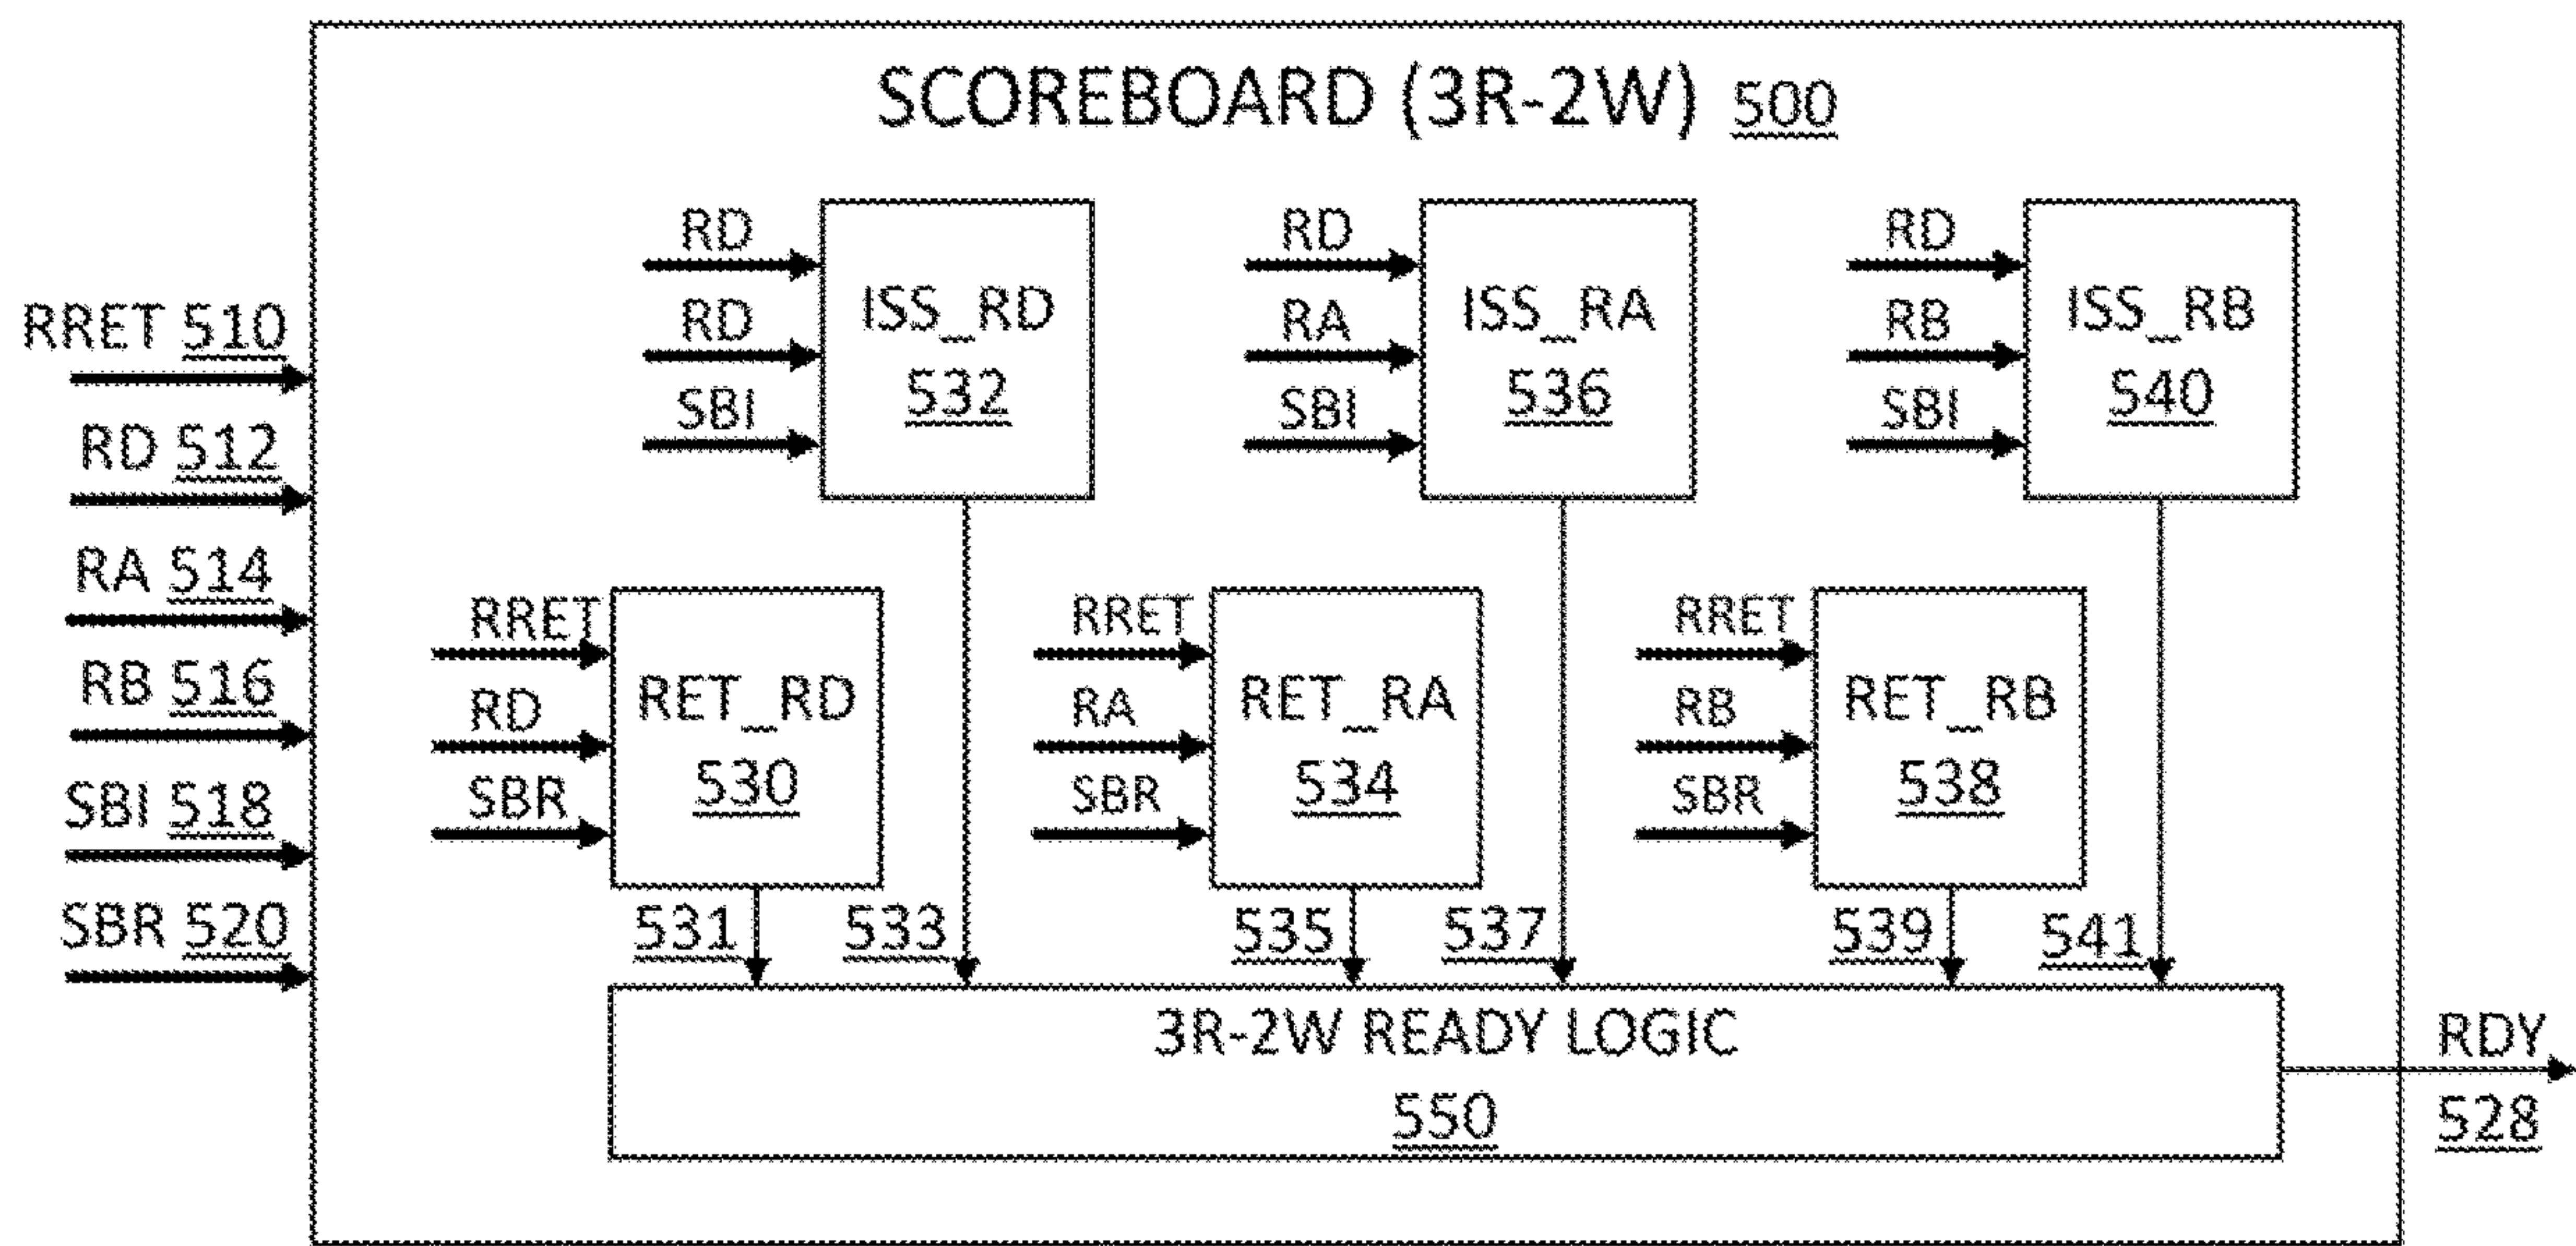 SCOREBOARD (3R-2W) 500
RRET 510
RD 512
RA 514
RB 516
SBI 518
SBR 520
RD
RD
SBI
ISS_RD
532
RD
RA
SBI
ISS_RA
536
RD
RB
SBI
ISS_RB
540
RRET
RD
SBR
RET_RD
530
RRET
RA
SBR
RET_RA
534
RRET
RB
SBR
RET_RB
538
531
533
535
537
539
541
3R-2W READY LOGIC
550
RDY
528